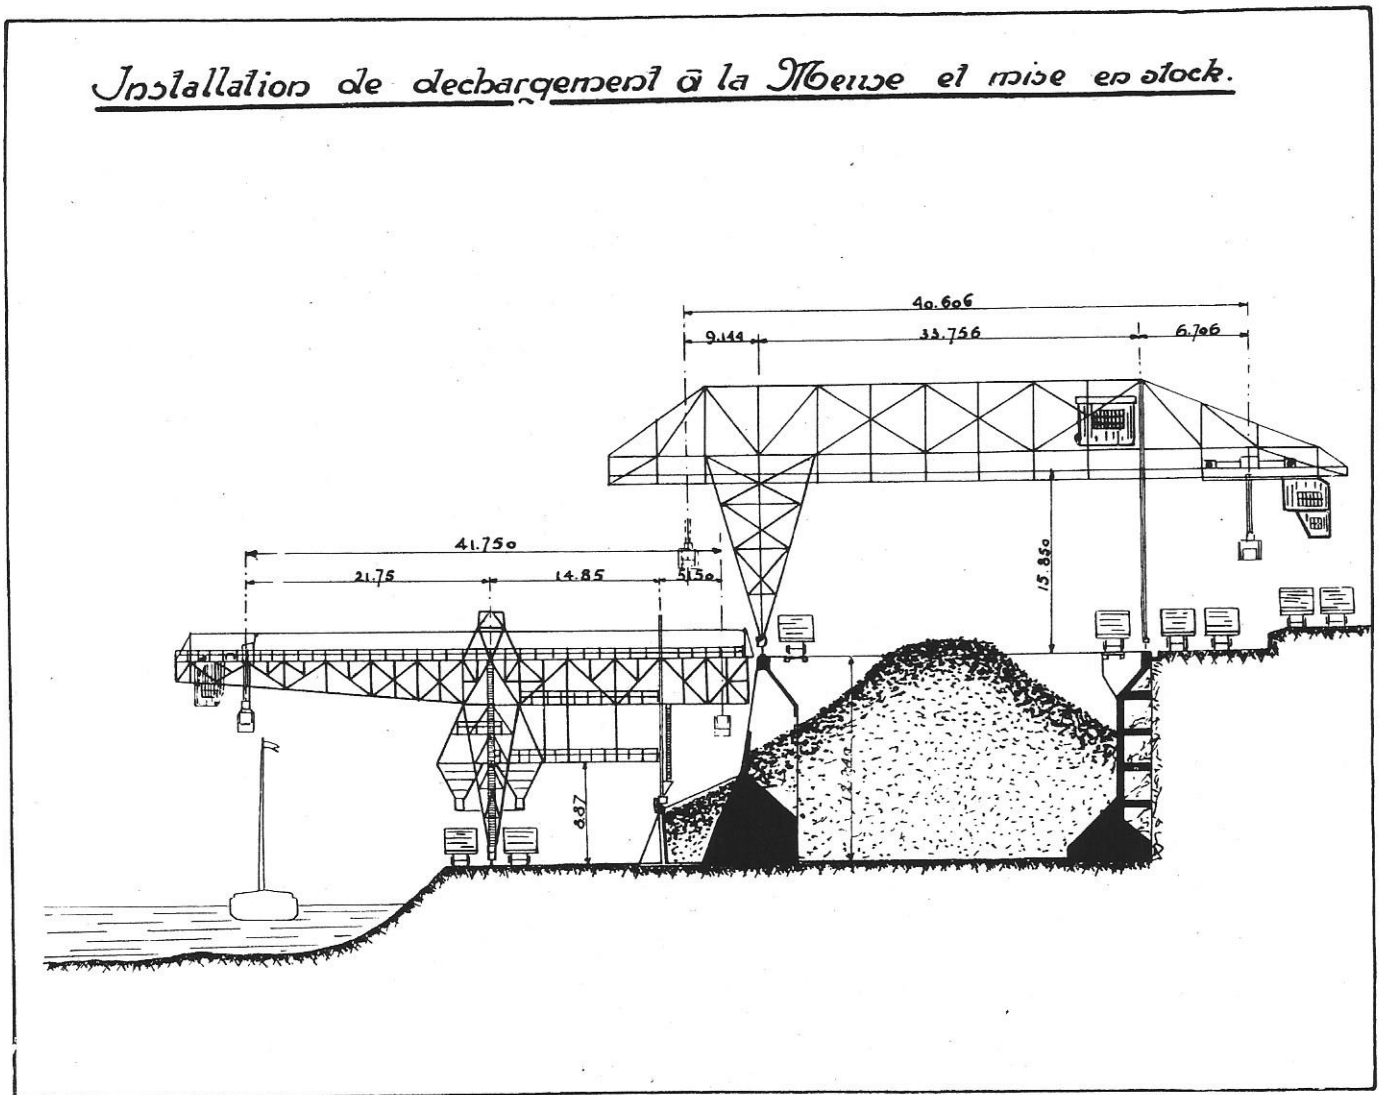 Installation de dechargement à la Meuse et mise en stock.
40.606
9.144 33.756 6.706
41.750
21.75 14.85 5.150
15.850
8.87